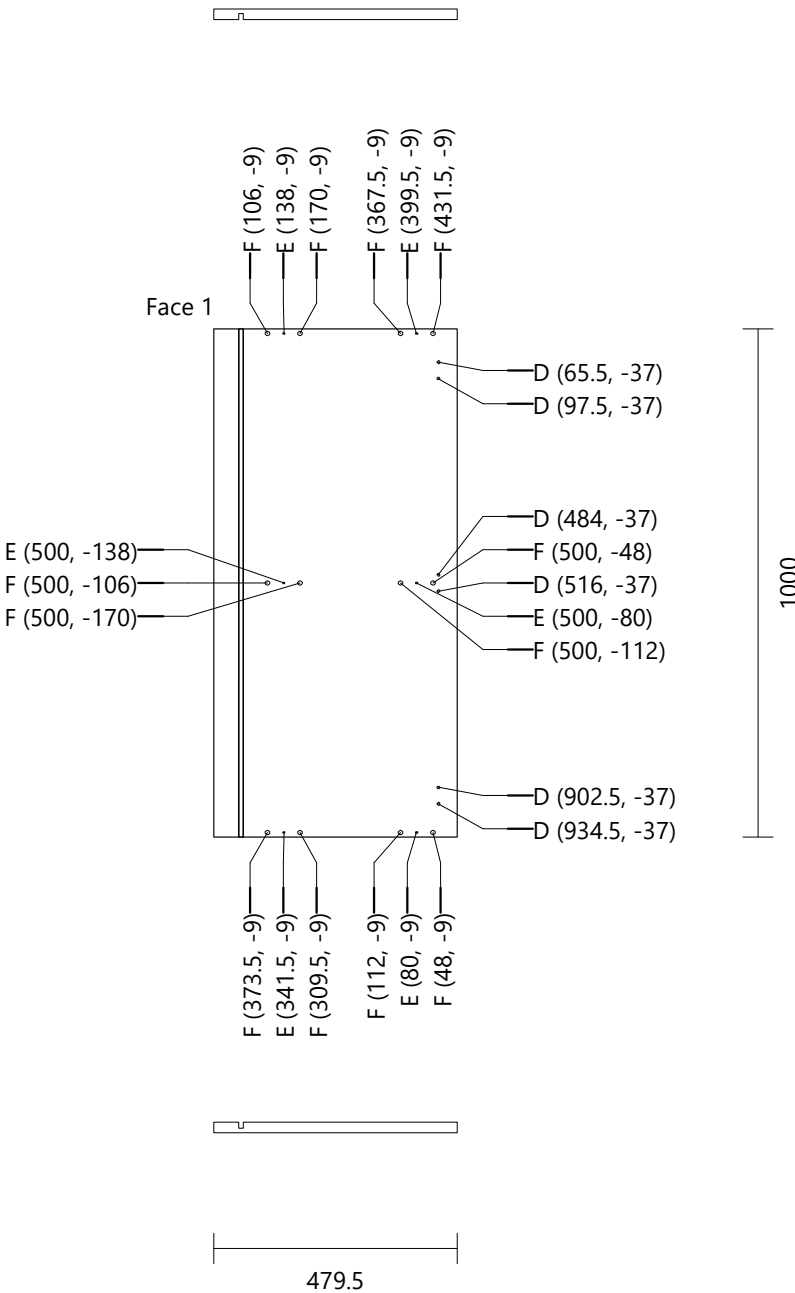 F (106, -9)
E (138, -9)
F (170, -9)
F (367.5, -9)
E (399.5, -9)
F (431.5, -9)
Face 1
D (65.5, -37)
D (97.5, -37)
E (500, -138)
F (500, -106)
F (500, -170)
D (484, -37)
F (500, -48)
D (516, -37)
E (500, -80)
F (500, -112)
1000
D (902.5, -37)
D (934.5, -37)
F (373.5, -9)
E (341.5, -9)
F (309.5, -9)
F (112, -9)
E (80, -9)
F (48, -9)
479.5